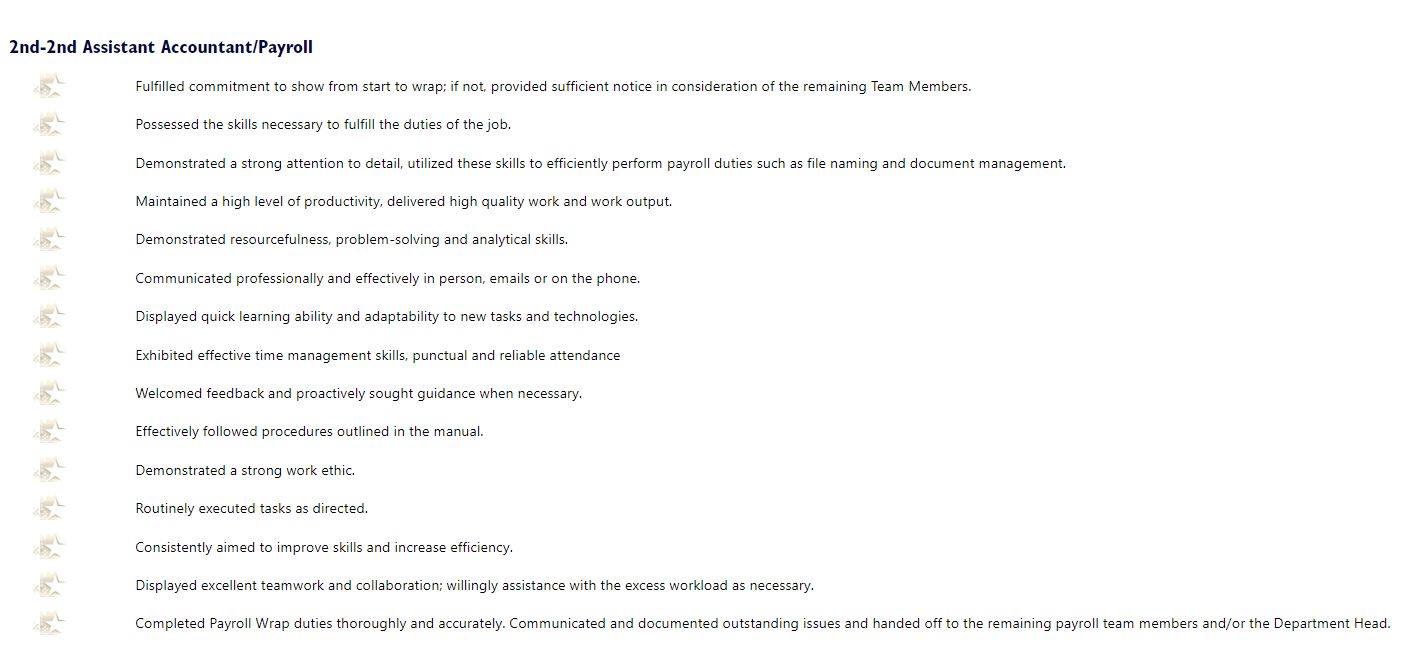 2nd-2nd Assistant Accountant/Payroll
Fulfilled commitment to show from start to wrap; if not, provided sufficient notice in consideration of the remaining Team Members.
Possessed the skills necessary to fulfill the duties of the job.
Demonstrated a strong attention to detail, utilized these skills to efficiently perform payroll duties such as file naming and document management.
Maintained a high level of productivity, delivered high quality work and work output.
Demonstrated resourcefulness, problem-solving and analytical skills.
Communicated professionally and effectively in person, emails or on the phone.
Displayed quick learning ability and adaptability to new tasks and technologies.
Exhibited effective time management skills, punctual and reliable attendance
Welcomed feedback and proactively sought guidance when necessary.
Effectively followed procedures outlined in the manual.
Demonstrated a strong work ethic.
Routinely executed tasks as directed.
Consistently aimed to improve skills and increase efficiency.
Displayed excellent teamwork and collaboration; willingly assistance with the excess workload as necessary.
Completed Payroll Wrap duties thoroughly and accurately. Communicated and documented outstanding issues and handed off to the remaining payroll team members and/or the Department Head.